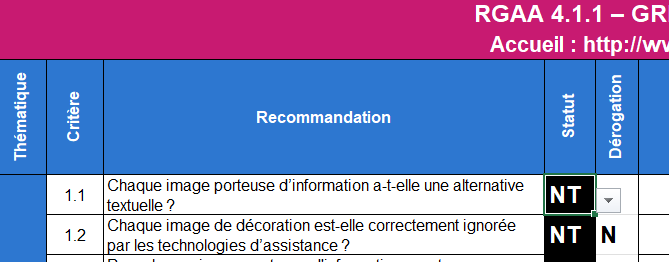 RGAA 4.1.1 – GR
Accueil : http://w
Thématique
Critère
Recommandation
Statut
Dérogation
1.1
Chaque image porteuse d'information a-t-elle une alternative
textuelle ?
NT
1.2
Chaque image de décoration est-elle correctement ignorée
par les technologies d'assistance ?
NT
N